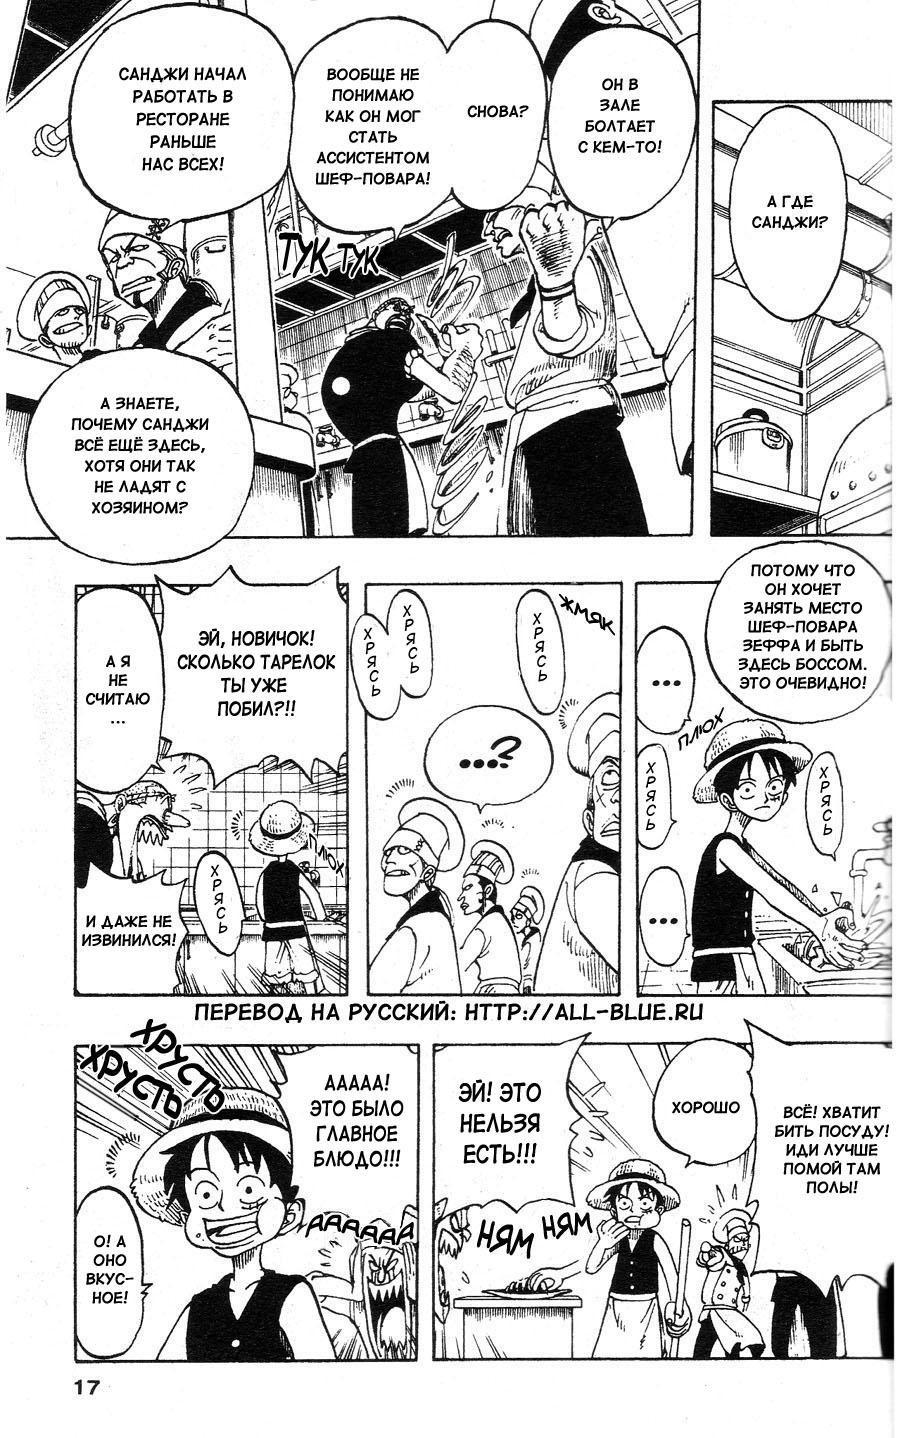 А ГДЕ
САНДЖИ?
ОН В
ЗАЛЕ
БОЛТАЕТ
С КЕМ-ТО!
СНОВА?
ВООБЩЕ НЕ
ПОНИМАЮ
КАК ОН МОГ
СТАТЬ
АССИСТЕНТОМ
ШЕФ-ПОВАРА!
САНДЖИ НАЧАЛ
РАБОТАТЬ В
РЕСТОРАНЕ
РАНЬШЕ
НАС ВСЕХ!
ТУК ТУК
А ЗНАЕТЕ,
ПОЧЕМУ САНДЖИ
ВСЁ ЕЩЁ ЗДЕСЬ,
ХОТЯ ОНИ ТАК
НЕ ЛАДЯТ С
ХОЗЯИНОМ?
ПОТОМУ ЧТО
ОН ХОЧЕТ
ЗАНЯТЬ МЕСТО
ШЕФ-ПОВАРА
ЗЕФФА И БЫТЬ
ЗДЕСЬ БОССОМ.
ЭТО ОЧЕВИДНО!
...
ПЛЮХ
ХРЯСЬ
ХРЯСЬ
...
ЖМЯК
ХРЯСЬ
ХРЯСЬ
ХРЯСЬ
...?
ЭЙ, НОВИЧОК!
СКОЛЬКО ТАРЕЛОК
ТЫ УЖЕ
ПОБИЛ?!!
А Я
НЕ
СЧИТАЮ
...
ПЛЮХ
ХРЯСЬ
И ДАЖЕ НЕ
ИЗВИНИЛСЯ!
ПЕРЕВОД НА РУССКИЙ: HTTP://ALL-BLUE.RU
ВСЁ! ХВАТИТ
БИТЬ ПОСУДУ!
ИДИ ЛУЧШЕ
ПОМОЙ ТАМ
ПОЛЫ!
ХОРОШО
ЭЙ! ЭТО
НЕЛЬЗЯ
ЕСТЬ!!!
НЯМ НЯМ
ААААА!
ЭТО БЫЛО
ГЛАВНОЕ
БЛЮДО!!!
ХРУСТЬ
ХРУСТЬ
АААААА
О! А
ОНО
ВКУС-
НОЕ!
17